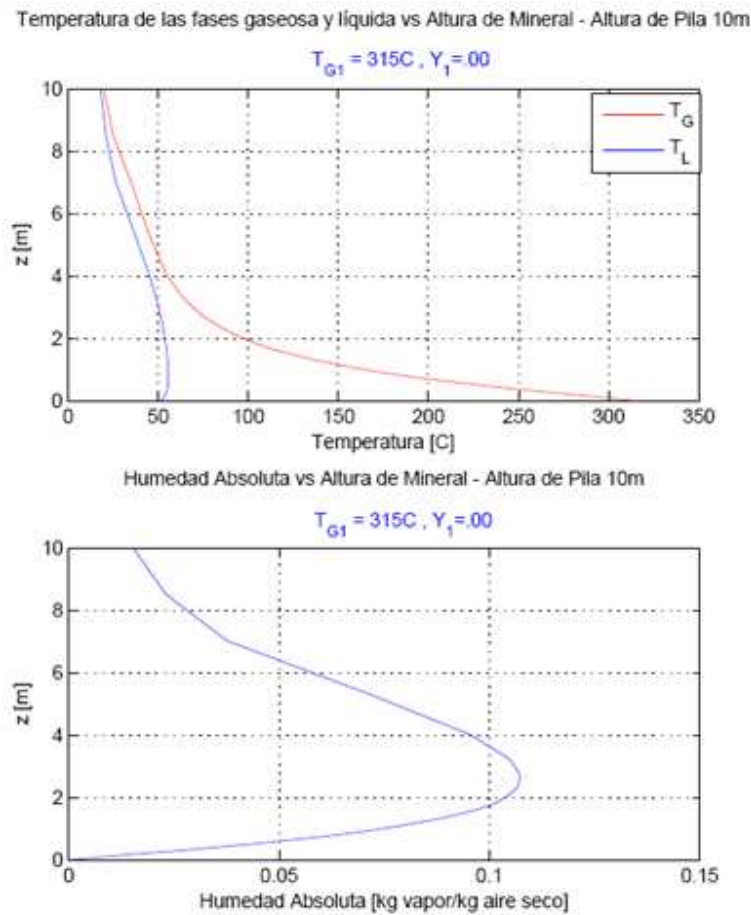 Temperatura de las fases gaseosa y líquida vs Altura de Mineral - Altura de Pila 10m
T_G1 = 315C , Y_1=.00
10
8
6
4
2
0
z [m]
T_G
T_L
0 50 100 150 200 250 300 350
Temperatura [C]
Humedad Absoluta vs Altura de Mineral - Altura de Pila 10m
T_G1 = 315C , Y_1=.00
10
8
6
4
2
0
z [m]
0 0.05 0.1 0.15
Humedad Absoluta [kg vapor/kg aire seco]